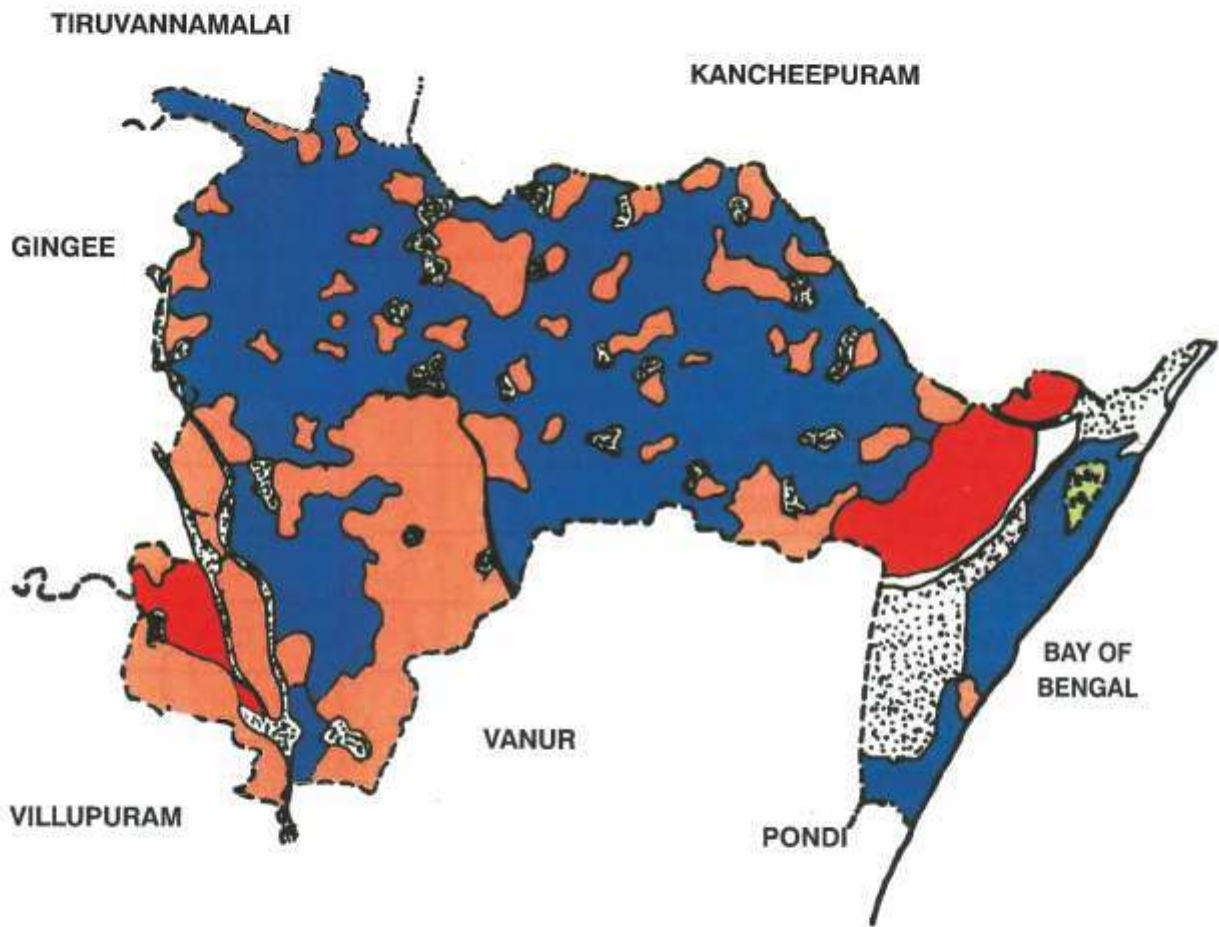 TIRUVANNAMALAI
KANCHEEPURAM
GINGEE
BAY OF
BENGAL
VANUR
VILLUPURAM
PONDI